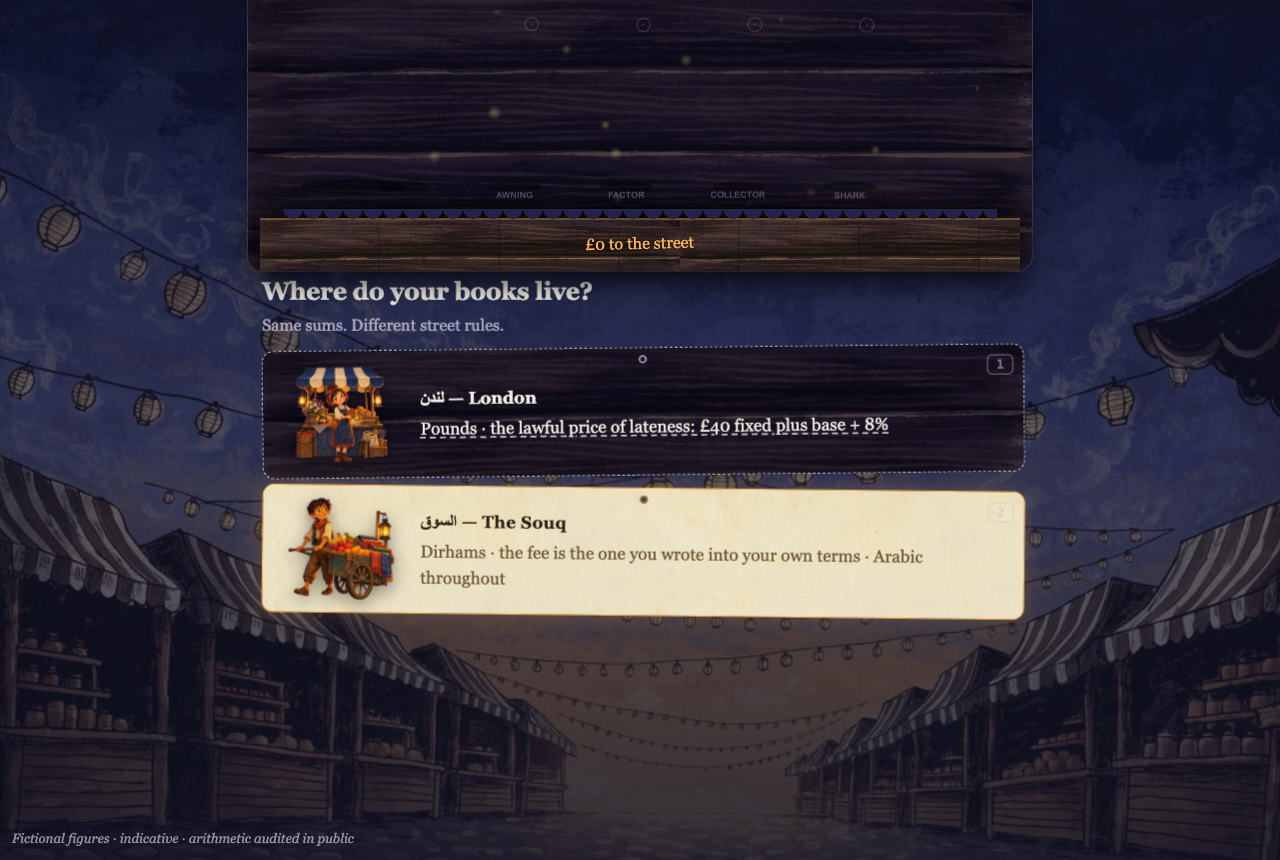 AWNING FACTOR COLLECTOR SHARK
£0 to the street
Where do your books live?
Same sums. Different street rules.
1
لندن — London
Pounds · the lawful price of lateness: £40 fixed plus base + 8%
2
السوق — The Souq
Dirhams · the fee is the one you wrote into your own terms · Arabic
throughout
Fictional figures · indicative · arithmetic audited in public